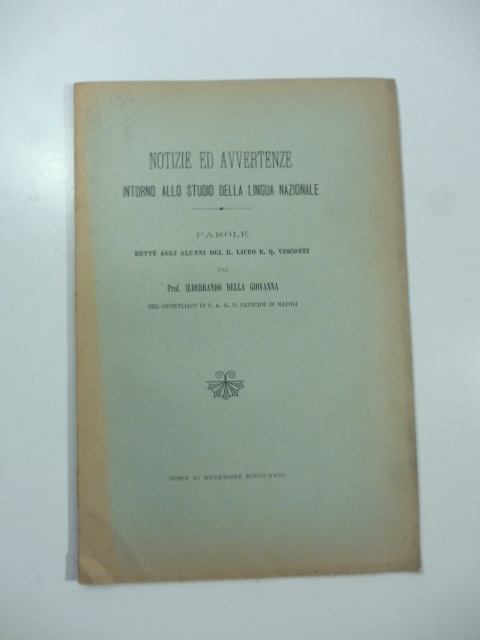 NOTIZIE ED AVVERTENZE
INTORNO ALLO STUDIO DELLA LINGUA NAZIONALE
PAROLE
DETTE AGLI ALUNNI DEL R. LICEO E. Q. VISCONTI
DAL
Prof. ILDEBRANDO DELLA GIOVANNA
NEL GENETLIACO DI S. A. R. IL PRINCIPE DI NAPOLI
ROMA XI NOVEMBRE